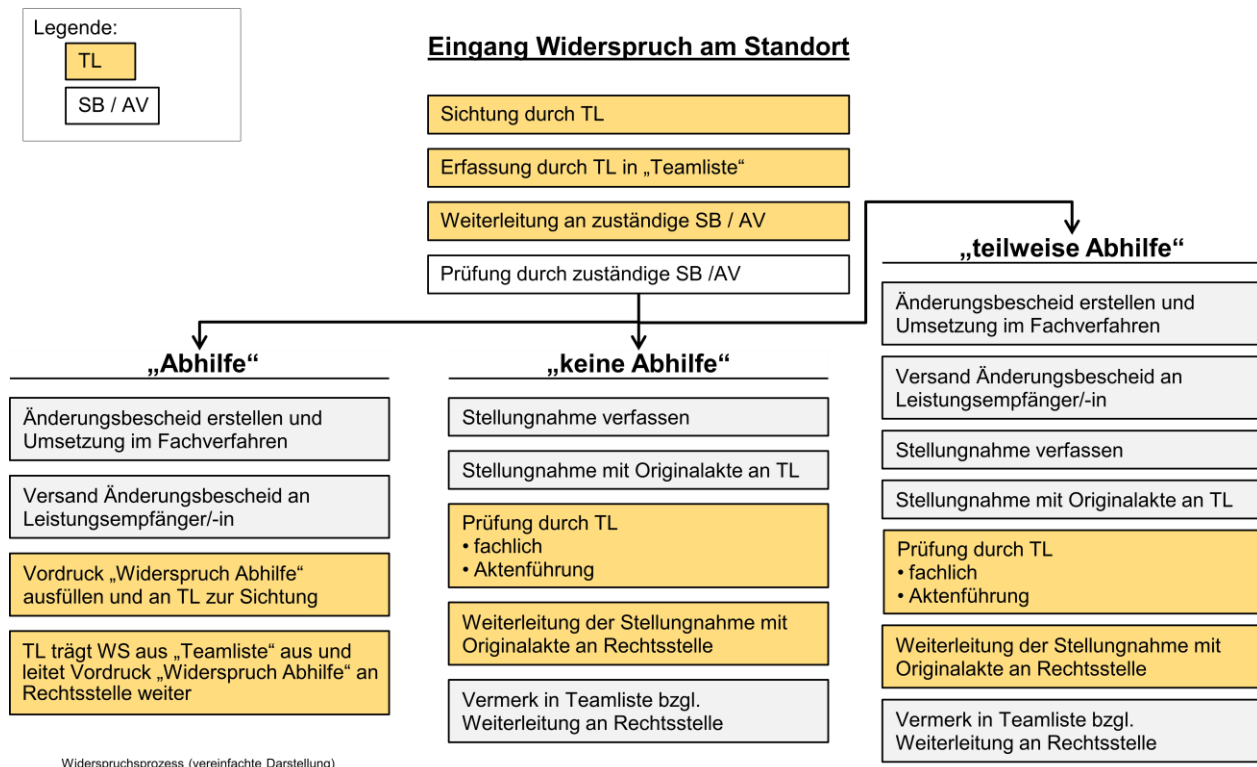 Legende:
TL
SB / AV
Eingang Widerspruch am Standort
Sichtung durch TL
Erfassung durch TL in „Teamliste“
Weiterleitung an zuständige SB / AV
Prüfung durch zuständige SB /AV
„Abhilfe“
Änderungsbescheid erstellen und
Umsetzung im Fachverfahren
Versand Änderungsbescheid an
Leistungsempfänger/-in
Vordruck „Widerspruch Abhilfe“
ausfüllen und an TL zur Sichtung
TL trägt WS aus „Teamliste“ aus und
leitet Vordruck „Widerspruch Abhilfe“ an
Rechtsstelle weiter
„keine Abhilfe“
Stellungnahme verfassen
Stellungnahme mit Originalakte an TL
Prüfung durch TL
• fachlich
• Aktenführung
Weiterleitung der Stellungnahme mit
Originalakte an Rechtsstelle
Vermerk in Teamliste bzgl.
Weiterleitung an Rechtsstelle
„teilweise Abhilfe“
Änderungsbescheid erstellen und
Umsetzung im Fachverfahren
Versand Änderungsbescheid an
Leistungsempfänger/-in
Stellungnahme verfassen
Stellungnahme mit Originalakte an TL
Prüfung durch TL
• fachlich
• Aktenführung
Weiterleitung der Stellungnahme mit
Originalakte an Rechtsstelle
Vermerk in Teamliste bzgl.
Weiterleitung an Rechtsstelle
Widerspruchsprozess (vereinfachte Darstellung)